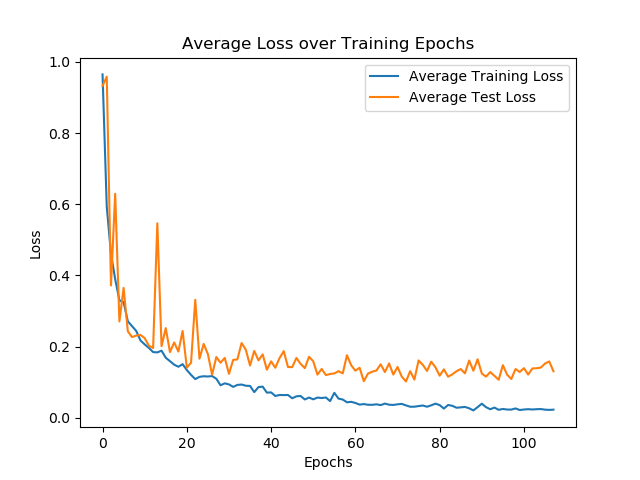 Average Loss over Training Epochs
Average Training Loss
Average Test Loss
1.0
0.8
0.6
0.4
0.2
0.0
Loss
0 20 40 60 80 100
Epochs